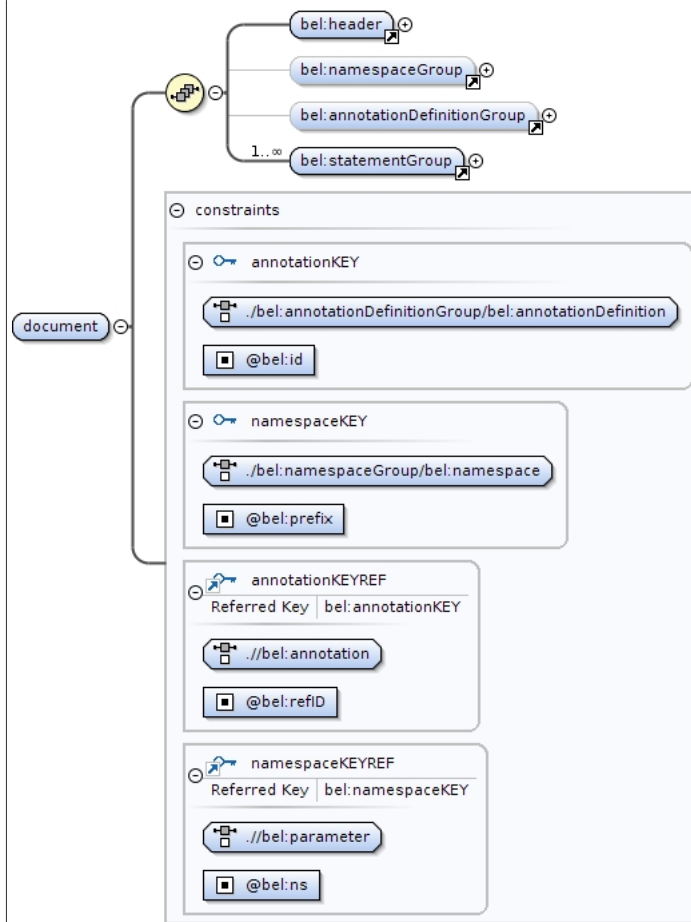 bel:header
bel:namespaceGroup
bel:annotationDefinitionGroup
1..∞
bel:statementGroup
constraints
annotationKEY
./bel:annotationDefinitionGroup/bel:annotationDefinition
document
@bel:id
namespaceKEY
./bel:namespaceGroup/bel:namespace
@bel:prefix
annotationKEYREF
Referred Key bel:annotationKEY
.//bel:annotation
@bel:refID
namespaceKEYREF
Referred Key bel:namespaceKEY
.//bel:parameter
@bel:ns